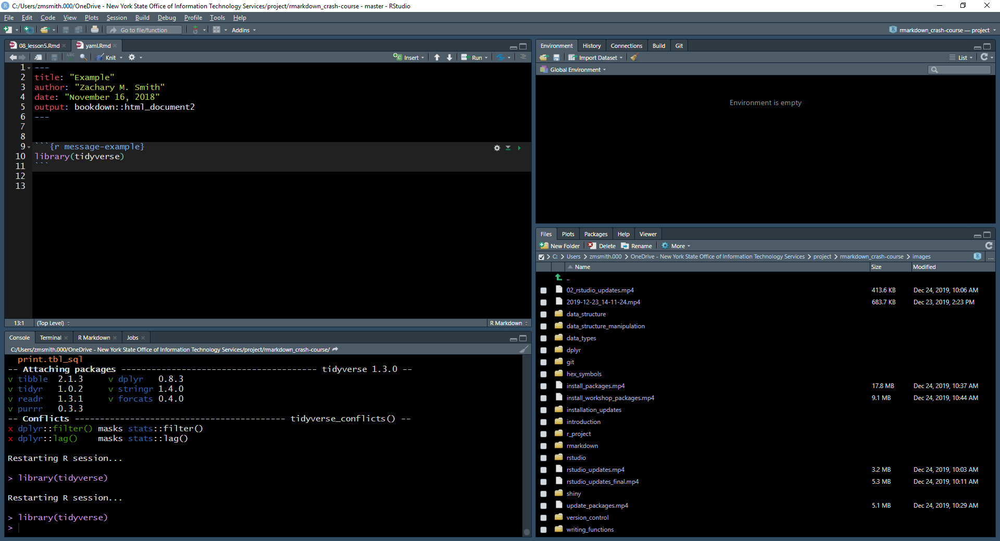 C:/Users/zmsmith.000/OneDrive - New York State Office of Information Technology Services/project/rmarkdown_crash-course - master - RStudio
File Edit Code View Plots Session Build Debug Profile Tools Help
Go to file/function Addins rmarkdown_crash-course — project
08_lesson5.Rmd yaml.Rmd
ABC Knit Insert Run
1 ---
2 title: "Example"
3 author: "Zachary M. Smith"
4 date: "November 16, 2018"
5 output: bookdown::html_document2
6 ---
7
8
9 ```{r message-example}
10 library(tidyverse)
11 ```
12
13
13:1 (Top Level) R Markdown
Console Terminal R Markdown Jobs
C:/Users/zmsmith.000/OneDrive - New York State Office of Information Technology Services/project/rmarkdown_crash-course/
print.tbl_sql
-- Attaching packages --------------------------------------- tidyverse 1.3.0 --
v tibble 2.1.3 v dplyr 0.8.3
v tidyr 1.0.2 v stringr 1.4.0
v readr 1.3.1 v forcats 0.4.0
v purrr 0.3.3
-- Conflicts ------------------------------------------ tidyverse_conflicts() --
x dplyr::filter() masks stats::filter()
x dplyr::lag() masks stats::lag()
Restarting R session...
> library(tidyverse)
Restarting R session...
> library(tidyverse)
>
Environment History Connections Build Git
Import Dataset List
Global Environment
Environment is empty
Files Plots Packages Help Viewer
New Folder Delete Rename More
C: > Users > zmsmith.000 > OneDrive - New York State Office of Information Technology Services > project > rmarkdown_crash-course > images ...
Name Size Modified
..
02_rstudio_updates.mp4 413.6 KB Dec 24, 2019, 10:06 AM
2019-12-23_14-11-24.mp4 683.7 KB Dec 23, 2019, 2:23 PM
data_structure
data_structure_manipulation
data_types
dplyr
git
hex_symbols
install_packages.mp4 17.8 MB Dec 24, 2019, 10:37 AM
install_workshop_packages.mp4 9.1 MB Dec 24, 2019, 10:44 AM
installation_updates
introduction
r_project
rmarkdown
rstudio
rstudio_updates.mp4 3.2 MB Dec 24, 2019, 10:03 AM
rstudio_updates_final.mp4 5.3 MB Dec 24, 2019, 10:11 AM
shiny
update_packages.mp4 5.1 MB Dec 24, 2019, 10:29 AM
version_control
writing_functions